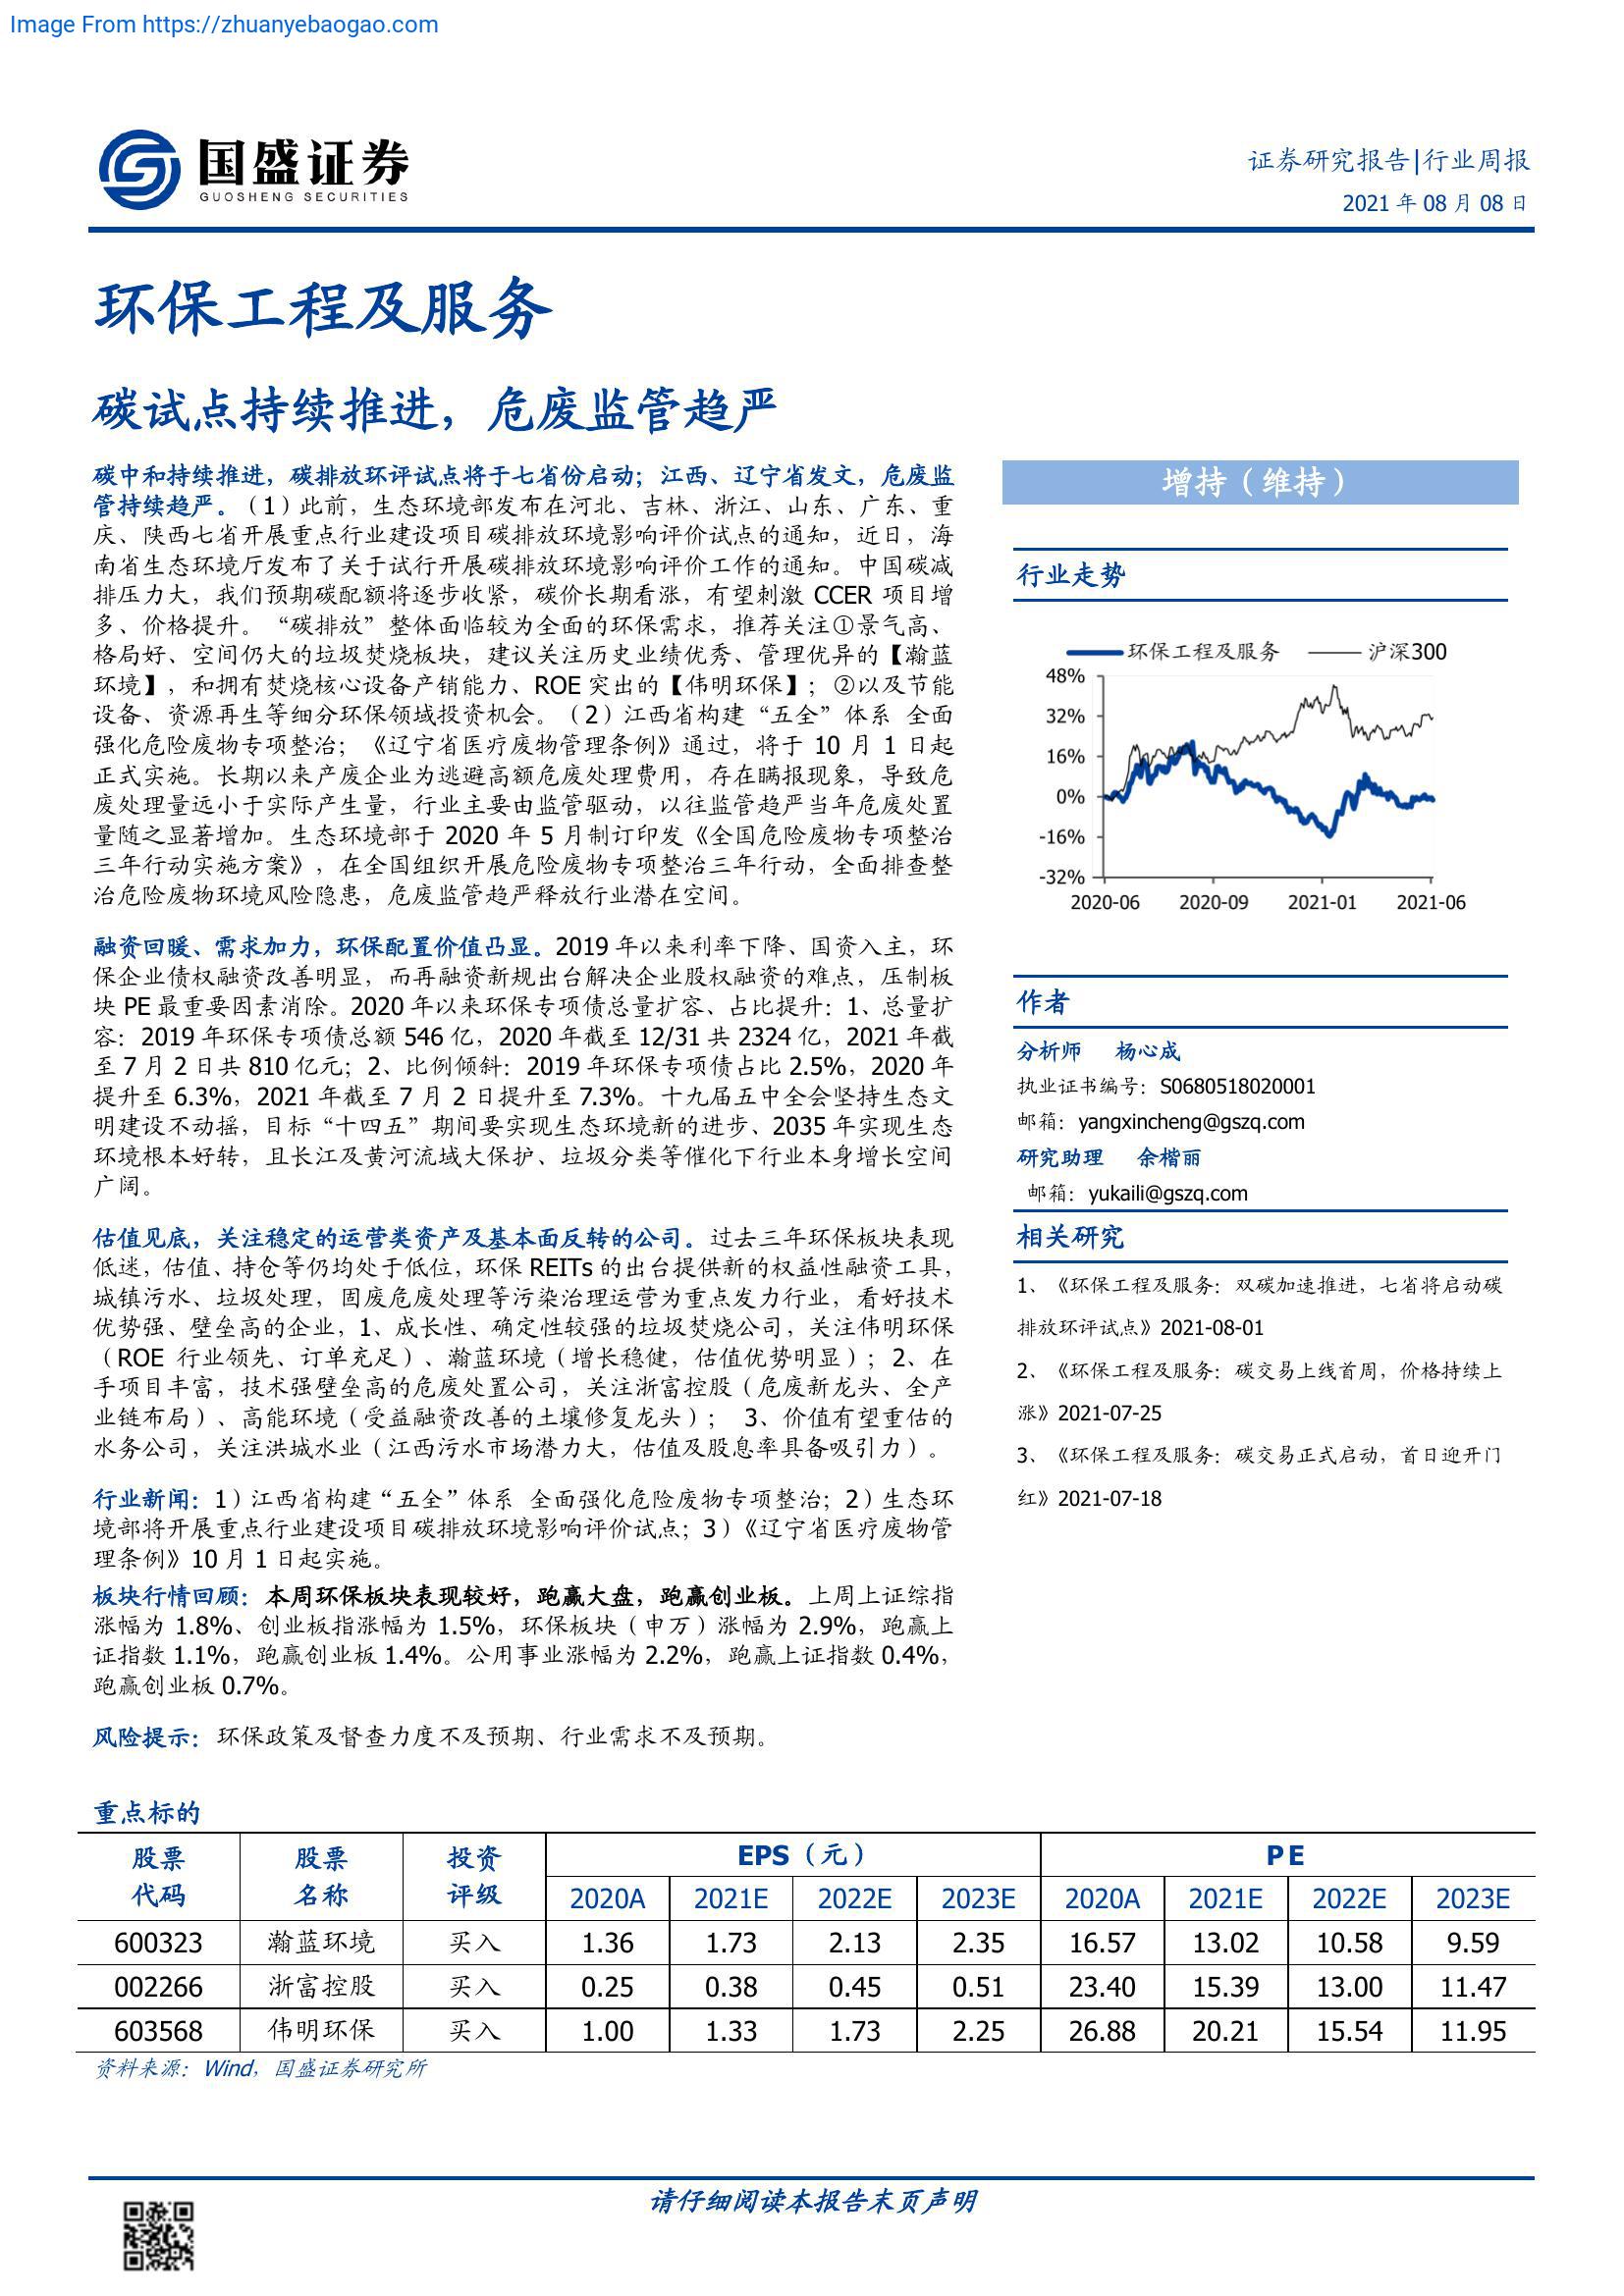 Image From https://zhuanyebaogao.com
国盛证券
GUOSHENG SECURITIES
证券研究报告|行业周报
2021 年 08 月 08 日
环保工程及服务
碳试点持续推进，危废监管趋严
碳中和持续推进，碳排放环评试点将于七省份启动；江西、辽宁省发文，危废监
管持续趋严。（1）此前，生态环境部发布在河北、吉林、浙江、山东、广东、重
庆、陕西七省开展重点行业建设项目碳排放环境影响评价试点的通知，近日，海
南省生态环境厅发布了关于试行开展碳排放环境影响评价工作的通知。中国碳减
排压力大，我们预期碳配额将逐步收紧，碳价长期看涨，有望刺激 CCER 项目增
多、价格提升。“碳排放”整体面临较为全面的环保需求，推荐关注①景气高、
格局好、空间仍大的垃圾焚烧板块，建议关注历史业绩优秀、管理优异的【瀚蓝
环境】，和拥有焚烧核心设备产销能力、ROE 突出的【伟明环保】；②以及节能
设备、资源再生等细分环保领域投资机会。（2）江西省构建“五全”体系 全面
强化危险废物专项整治；《辽宁省医疗废物管理条例》通过，将于 10 月 1 日起
正式实施。长期以来产废企业为逃避高额危废处理费用，存在瞒报现象，导致危
废处理量远小于实际产生量，行业主要由监管驱动，以往监管趋严当年危废处置
量随之显著增加。生态环境部于 2020 年 5 月制订印发《全国危险废物专项整治
三年行动实施方案》，在全国组织开展危险废物专项整治三年行动，全面排查整
治危险废物环境风险隐患，危废监管趋严释放行业潜在空间。
融资回暖、需求加力，环保配置价值凸显。2019 年以来利率下降、国资入主，环
保企业债权融资改善明显，而再融资新规出台解决企业股权融资的难点，压制板
块 PE 最重要因素消除。2020 年以来环保专项债总量扩容、占比提升：1、总量扩
容：2019 年环保专项债总额 546 亿，2020 年截至 12/31 共 2324 亿，2021 年截
至 7 月 2 日共 810 亿元；2、比例倾斜：2019 年环保专项债占比 2.5%，2020 年
提升至 6.3%，2021 年截至 7 月 2 日提升至 7.3%。十九届五中全会坚持生态文
明建设不动摇，目标“十四五”期间要实现生态环境新的进步、2035 年实现生态
环境根本好转，且长江及黄河流域大保护、垃圾分类等催化下行业本身增长空间
广阔。
估值见底，关注稳定的运营类资产及基本面反转的公司。过去三年环保板块表现
低迷，估值、持仓等仍均处于低位，环保 REITs 的出台提供新的权益性融资工具，
城镇污水、垃圾处理，固废危废处理等污染治理运营为重点发力行业，看好技术
优势强、壁垒高的企业，1、成长性、确定性较强的垃圾焚烧公司，关注伟明环保
（ROE 行业领先、订单充足）、瀚蓝环境（增长稳健，估值优势明显）；2、在
手项目丰富，技术强壁垒高的危废处置公司，关注浙富控股（危废新龙头、全产
业链布局）、高能环境（受益融资改善的土壤修复龙头）； 3、价值有望重估的
水务公司，关注洪城水业（江西污水市场潜力大，估值及股息率具备吸引力）。
行业新闻：1）江西省构建“五全”体系 全面强化危险废物专项整治；2）生态环
境部将开展重点行业建设项目碳排放环境影响评价试点；3）《辽宁省医疗废物管
理条例》10 月 1 日起实施。
板块行情回顾：本周环保板块表现较好，跑赢大盘，跑赢创业板。上周上证综指
涨幅为 1.8%、创业板指涨幅为 1.5%，环保板块（申万）涨幅为 2.9%，跑赢上
证指数 1.1%，跑赢创业板 1.4%。公用事业涨幅为 2.2%，跑赢上证指数 0.4%，
跑赢创业板 0.7%。
风险提示：环保政策及督查力度不及预期、行业需求不及预期。
增持（维持）
行业走势
环保工程及服务 沪深300
48%
32%
16%
0%
-16%
-32%
2020-06 2020-09 2021-01 2021-06
作者
分析师 杨心成
执业证书编号：S0680518020001
邮箱：yangxincheng@gszq.com
研究助理 余楷丽
邮箱：yukaili@gszq.com
相关研究
1、《环保工程及服务：双碳加速推进，七省将启动碳
排放环评试点》2021-08-01
2、《环保工程及服务：碳交易上线首周，价格持续上
涨》2021-07-25
3、《环保工程及服务：碳交易正式启动，首日迎开门
红》2021-07-18
重点标的
股票 股票 投资 EPS（元） PE
代码 名称 评级 2020A 2021E 2022E 2023E 2020A 2021E 2022E 2023E
600323 瀚蓝环境 买入 1.36 1.73 2.13 2.35 16.57 13.02 10.58 9.59
002266 浙富控股 买入 0.25 0.38 0.45 0.51 23.40 15.39 13.00 11.47
603568 伟明环保 买入 1.00 1.33 1.73 2.25 26.88 20.21 15.54 11.95
资料来源：Wind，国盛证券研究所
请仔细阅读本报告末页声明